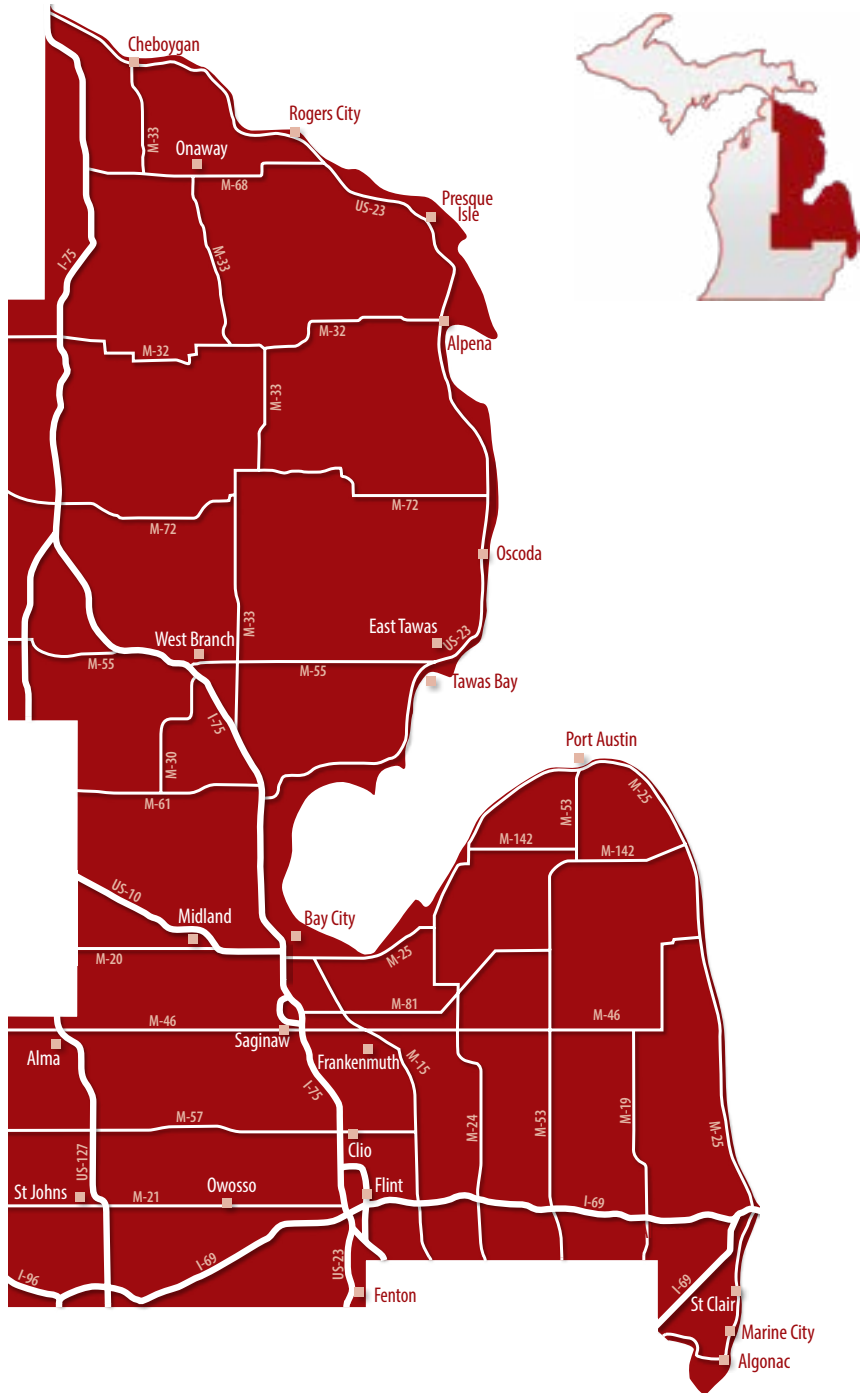 Cheboygan
Rogers City
M-33
Onaway
M-68
US-23
Presque
Isle
I-75
M-33
M-32
M-32
Alpena
M-33
M-72
M-72
Oscoda
M-33
East Tawas
US-23
West Branch
M-55
M-55
Tawas Bay
I-75
Port Austin
M-30
M-61
M-53
M-25
M-142
M-142
US-10
Midland
Bay City
M-20
M-25
M-81
M-46
M-46
Saginaw
Alma
Frankenmuth
M-15
I-75
M-24
M-53
M-19
M-57
M-25
Clio
US-127
St Johns
M-21
Owosso
Flint
I-69
I-69
I-96
US-23
Fenton
I-69
St Clair
Marine City
Algonac